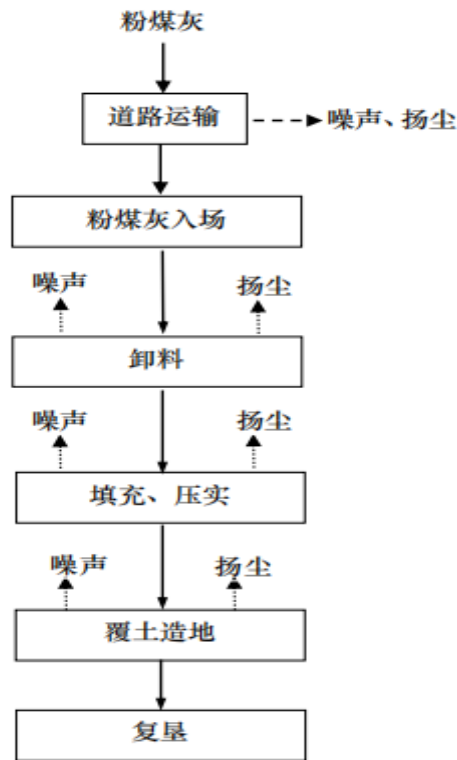 粉煤灰
道路运输
噪声、扬尘
粉煤灰入场
噪声
扬尘
卸料
噪声
扬尘
填充、压实
噪声
扬尘
覆土造地
复垦